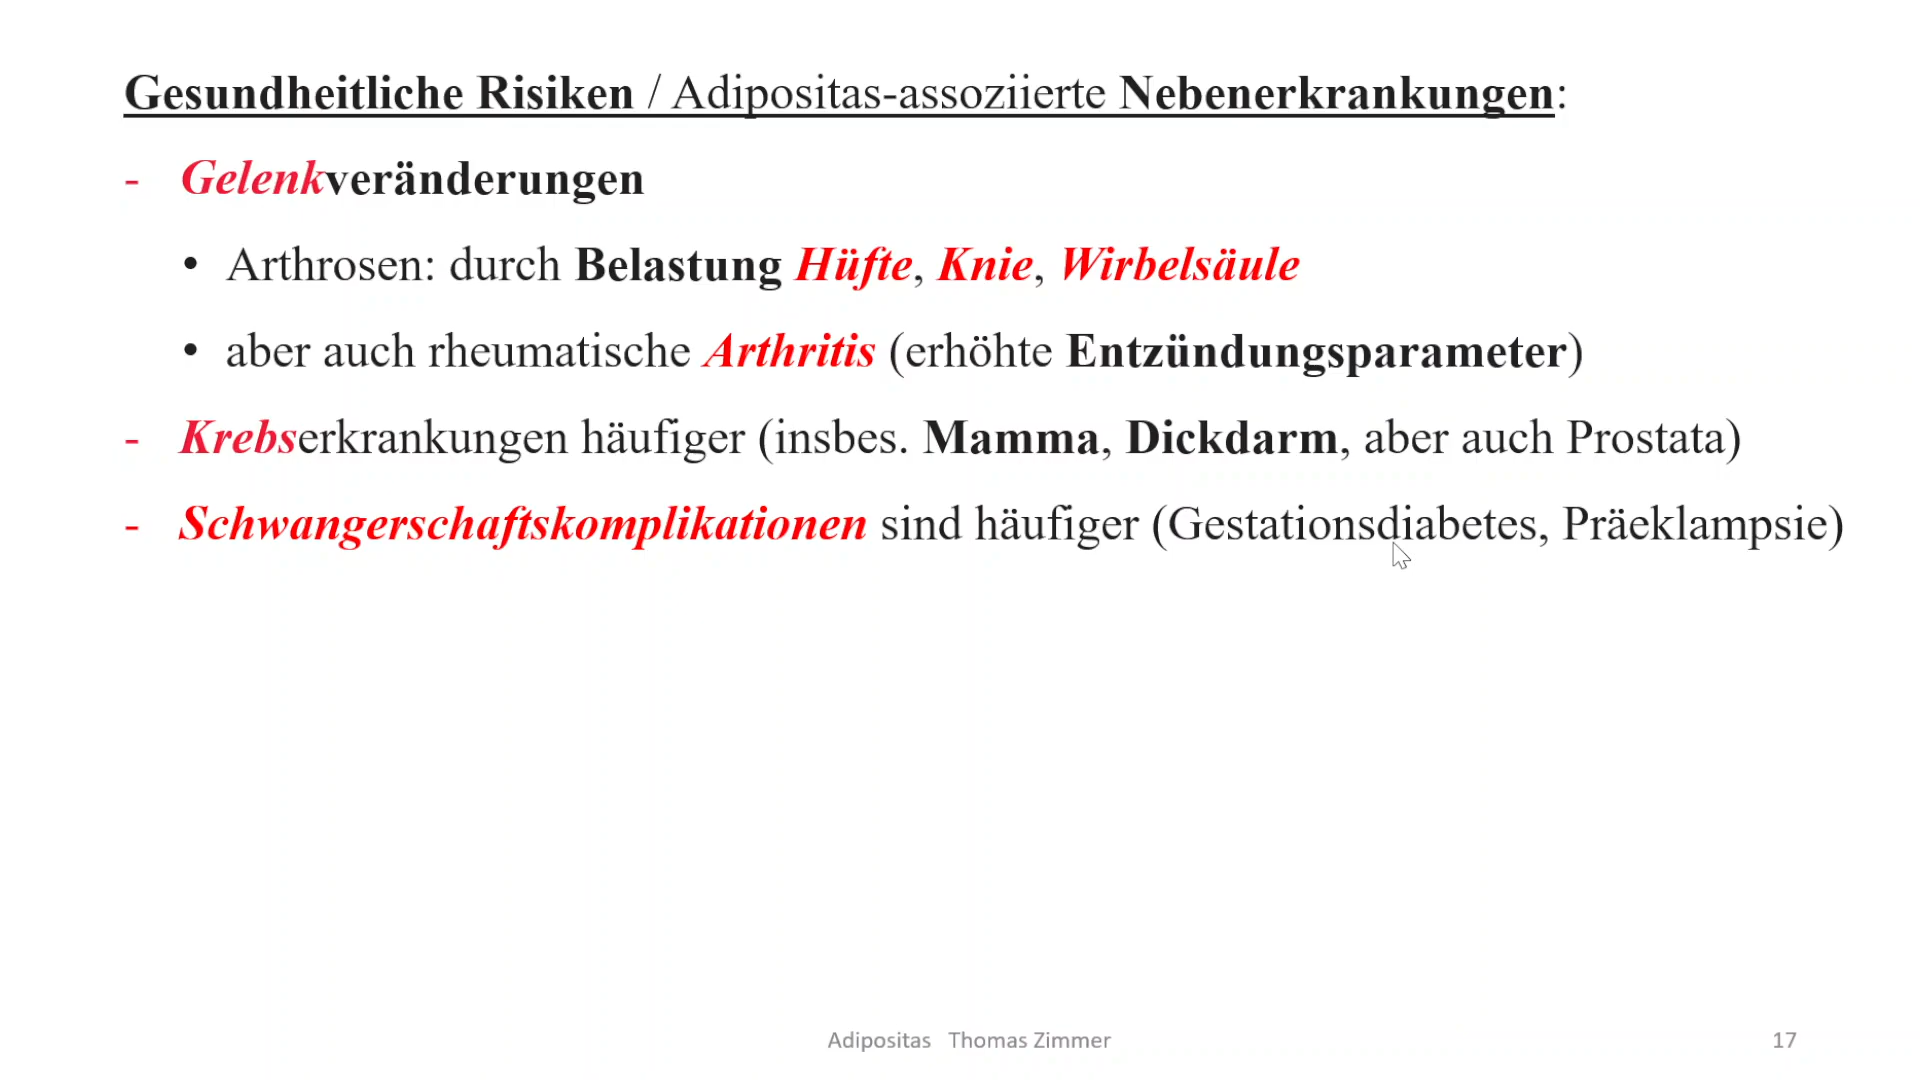 Gesundheitliche Risiken / Adipositas-assoziierte Nebenerkrankungen:
- Gelenkveränderungen
• Arthrosen: durch Belastung Hüfte, Knie, Wirbelsäule
• aber auch rheumatische Arthritis (erhöhte Entzündungsparameter)
- Krebserkrankungen häufiger (insbes. Mamma, Dickdarm, aber auch Prostata)
- Schwangerschaftskomplikationen sind häufiger (Gestationsdiabetes, Präeklampsie)
Adipositas Thomas Zimmer
17